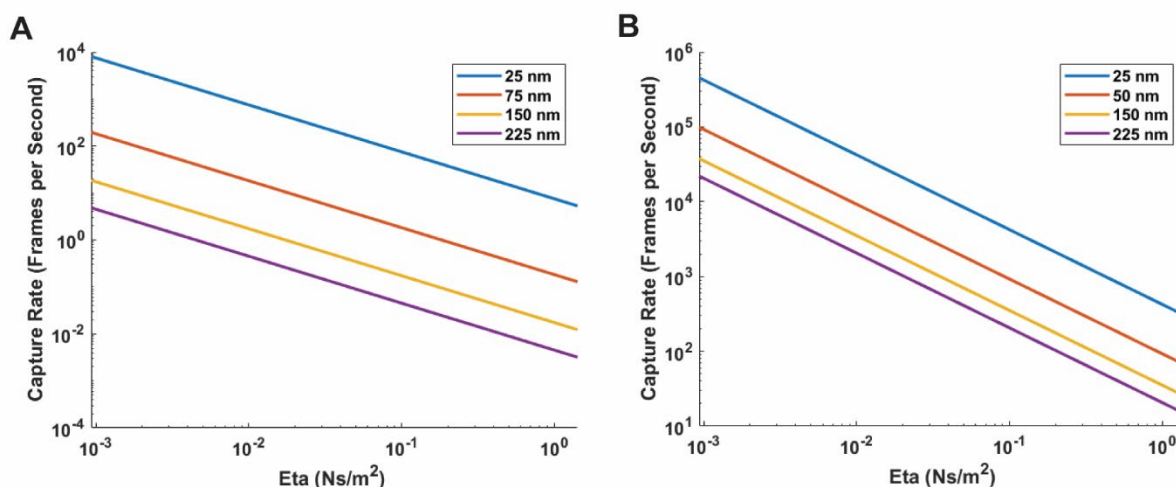 A
Capture Rate (Frames per Second)
10^4
10^2
10^0
10^-2
10^-4
25 nm
75 nm
150 nm
225 nm
10^-3
10^-2
10^-1
10^0
Eta (Ns/m^2)
B
Capture Rate (Frames per Second)
10^6
10^5
10^4
10^3
10^2
10^1
25 nm
50 nm
150 nm
225 nm
10^-3
10^-2
10^-1
10^0
Eta (Ns/m^2)